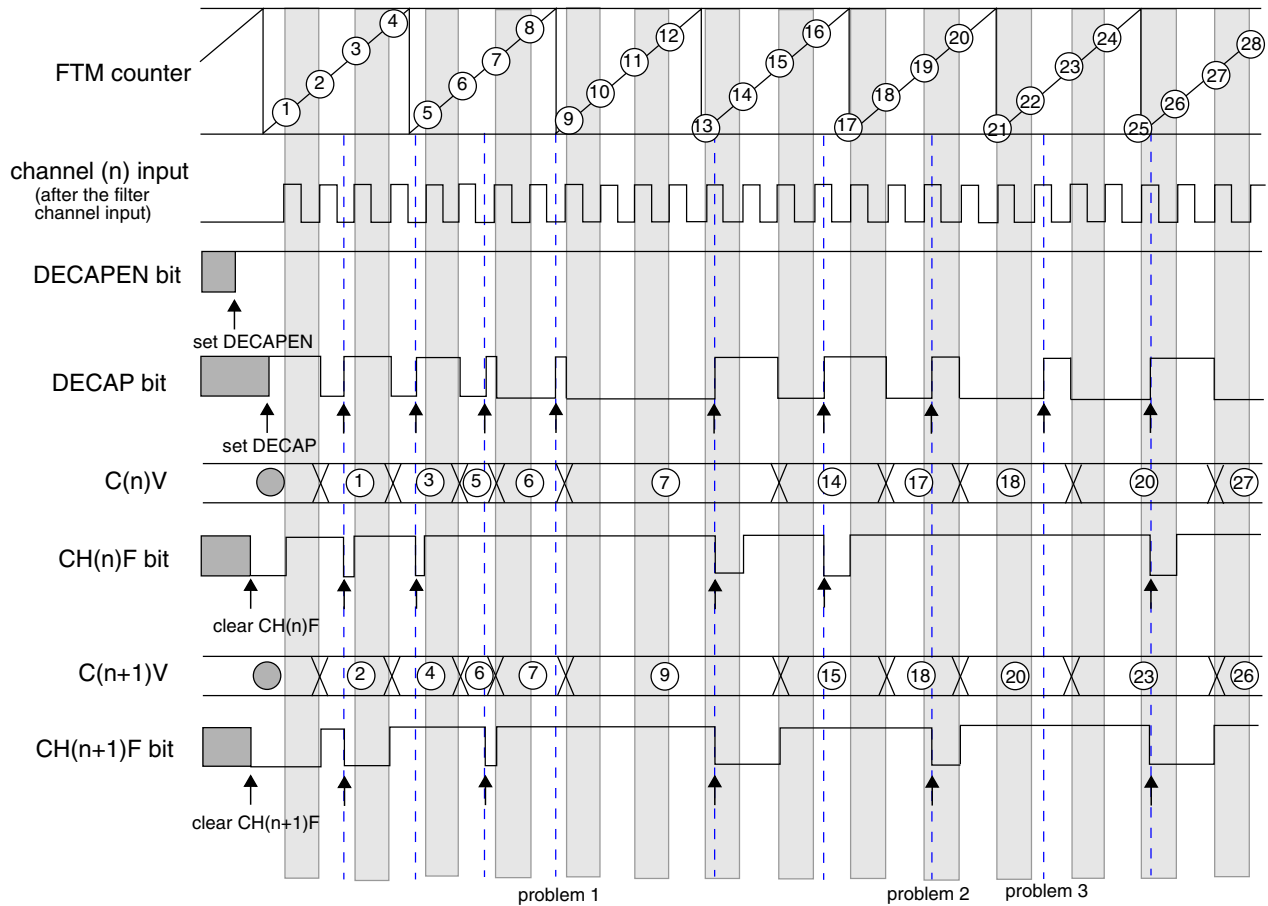 FTM counter
1 2 3 4 5 6 7 8 9 10 11 12 13 14 15 16 17 18 19 20 21 22 23 24 25 26 27 28
channel (n) input
(after the filter
channel input)
DECAPEN bit
set DECAPEN
DECAP bit
set DECAP
C(n)V
1 3 5 6 7 14 17 18 20 27
CH(n)F bit
clear CH(n)F
C(n+1)V
2 4 6 7 9 15 18 20 23 26
CH(n+1)F bit
clear CH(n+1)F
problem 1 problem 2 problem 3